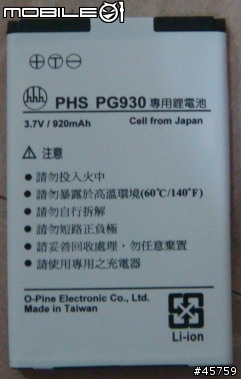 MOBILE01
PHS PG930 專用鋰電池
3.7V / 920mAh Cell from Japan
⚠ 注意
● 請勿投入火中
● 請勿暴露於高溫環境(60°C/140°F)
● 請勿自行拆解
● 請勿短路正負極
● 請妥善回收處理，勿任意棄置
● 請使用專用之充電器
O-Pine Electronic Co., Ltd.
Made in Taiwan
Li-ion
#45759